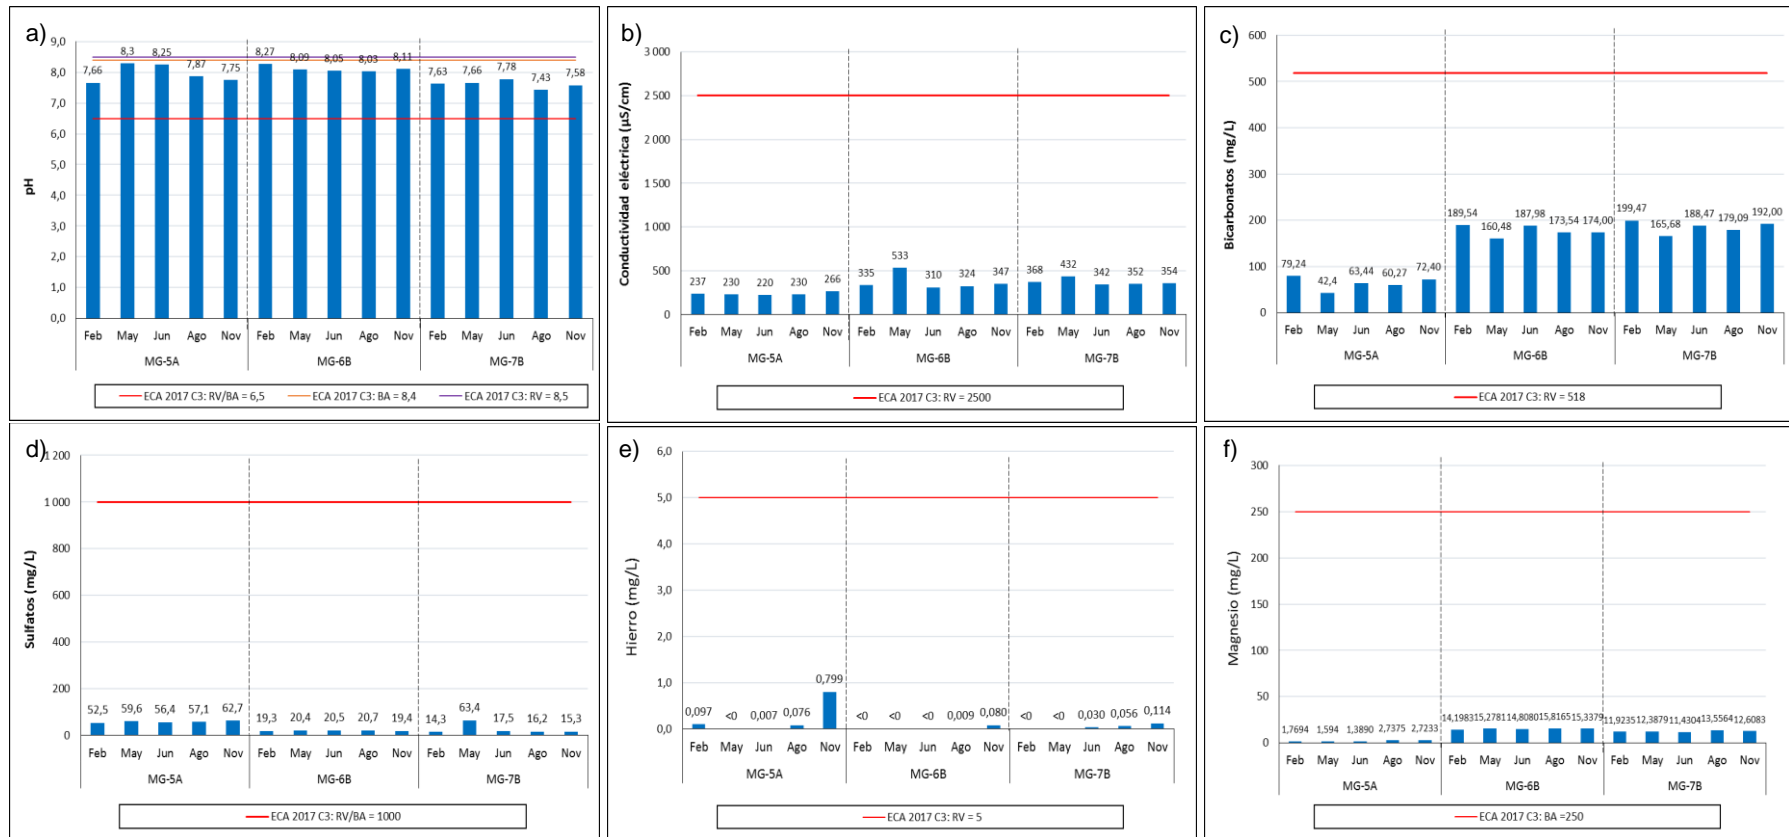 a)
pH
9,0
8,0
7,0
6,0
5,0
4,0
3,0
2,0
1,0
0,0
7,66 8,3 8,25 7,87 7,75 8,27 8,09 8,05 8,03 8,11 7,63 7,66 7,78 7,43 7,58
Feb May Jun Ago Nov Feb May Jun Ago Nov Feb May Jun Ago Nov
MG-5A MG-6B MG-7B
ECA 2017 C3: RV/BA = 6,5 ECA 2017 C3: BA = 8,4 ECA 2017 C3: RV = 8,5
b)
Conductividad eléctrica (µS/cm)
3 000
2 500
2 000
1 500
1 000
500
0
237 230 220 230 266 335 533 310 324 347 368 432 342 352 354
Feb May Jun Ago Nov Feb May Jun Ago Nov Feb May Jun Ago Nov
MG-5A MG-6B MG-7B
ECA 2017 C3: RV = 2500
c)
Bicarbonatos (mg/L)
600
500
400
300
200
100
0
79,24 42,4 63,44 60,27 72,40 189,54 160,48 187,98 173,54 174,00 199,47 165,68 188,47 179,09 192,00
Feb May Jun Ago Nov Feb May Jun Ago Nov Feb May Jun Ago Nov
MG-5A MG-6B MG-7B
ECA 2017 C3: RV = 518
d)
Sulfatos (mg/L)
1 200
1 000
800
600
400
200
0
52,5 59,6 56,4 57,1 62,7 19,3 20,4 20,5 20,7 19,4 14,3 63,4 17,5 16,2 15,3
Feb May Jun Ago Nov Feb May Jun Ago Nov Feb May Jun Ago Nov
MG-5A MG-6B MG-7B
ECA 2017 C3: RV/BA = 1000
e)
Hierro (mg/L)
6,0
5,0
4,0
3,0
2,0
1,0
0,0
0,097 <0 0,007 0,076 0,799 <0 <0 <0 0,009 0,080 <0 <0 0,030 0,056 0,114
Feb May Jun Ago Nov Feb May Jun Ago Nov Feb May Jun Ago Nov
MG-5A MG-6B MG-7B
ECA 2017 C3: RV = 5
f)
Magnesio (mg/L)
300
250
200
150
100
50
0
1,7694 1,594 1,3890 2,7375 2,7233 14,1983 15,2781 14,8080 15,8165 15,3379 11,9235 12,3879 11,4304 13,5564 12,6083
Feb May Jun Ago Nov Feb May Jun Ago Nov Feb May Jun Ago Nov
MG-5A MG-6B MG-7B
ECA 2017 C3: BA =250